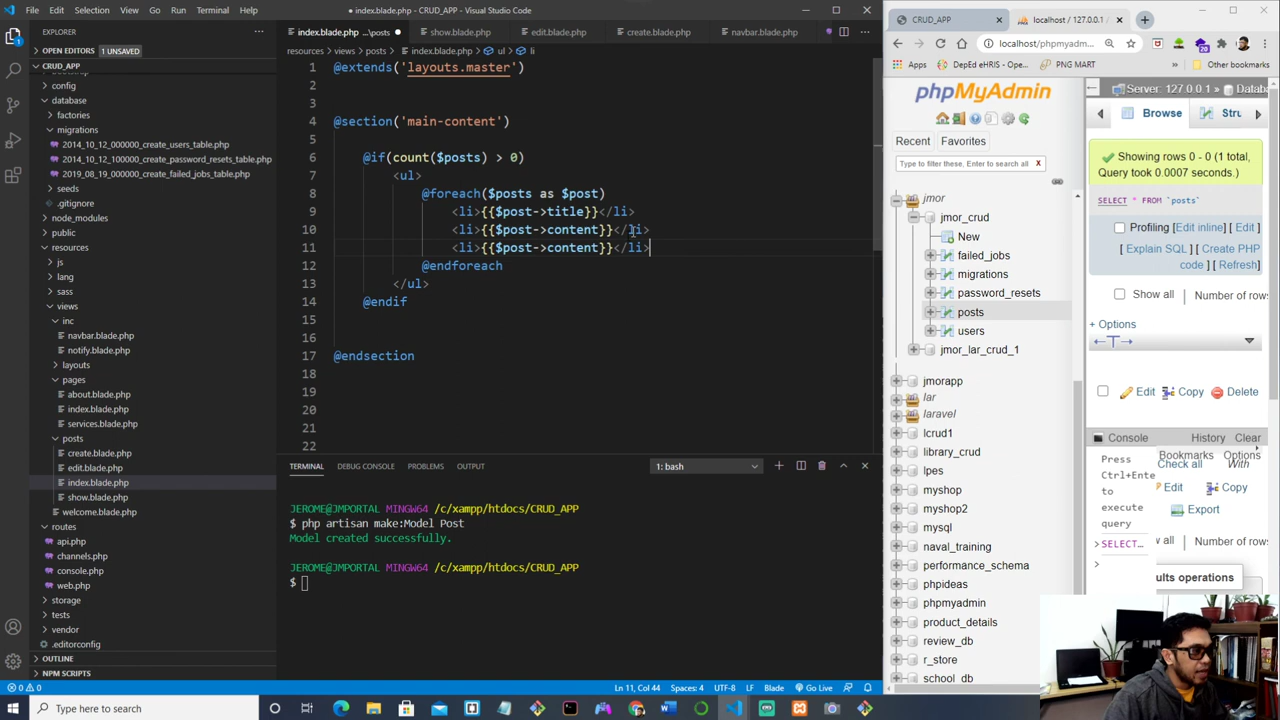 File Edit Selection View Go Run Terminal Help
● index.blade.php - CRUD_APP - Visual Studio Code
EXPLORER
OPEN EDITORS 1 UNSAVED
CRUD_APP
config
database
factories
migrations
2014_10_12_000000_create_users_table.php
2014_10_12_100000_create_password_resets_table.php
2019_08_19_000000_create_failed_jobs_table.php
seeds
.gitignore
node_modules
public
resources
js
lang
sass
views
inc
navbar.blade.php
notify.blade.php
layouts
pages
about.blade.php
index.blade.php
services.blade.php
posts
create.blade.php
edit.blade.php
index.blade.php
show.blade.php
welcome.blade.php
routes
api.php
channels.php
console.php
web.php
storage
tests
vendor
.editorconfig
OUTLINE
NPM SCRIPTS
index.blade.php ...\posts ● show.blade.php edit.blade.php create.blade.php navbar.blade.php
resources > views > posts > index.blade.php > ul > li
1 @extends('layouts.master')
2
3
4 @section('main-content')
5
6 @if(count($posts) > 0)
7 <ul>
8 @foreach($posts as $post)
9 <li>{{$post->title}}</li>
10 <li>{{$post->content}}</li>
11 <li>{{$post->content}}</li>
12 @endforeach
13 </ul>
14 @endif
15
16
17 @endsection
18
19
20
21
22
TERMINAL DEBUG CONSOLE PROBLEMS OUTPUT 1: bash
JEROME@JMPORTAL MINGW64 /c/xampp/htdocs/CRUD_APP
$ php artisan make:Model Post
Model created successfully.
JEROME@JMPORTAL MINGW64 /c/xampp/htdocs/CRUD_APP
$
0 0 Ln 11, Col 44 Spaces: 4 UTF-8 LF Blade Go Live
Type here to search
CRUD_APP localhost / 127.0.0.1 /
localhost/phpmyadm...
Apps DepEd eHRIS - Ope... PNG MART » Other bookmarks
phpMyAdmin
Recent Favorites
Type to filter these, Enter to search all X
jmor
jmor_crud
New
failed_jobs
migrations
password_resets
posts
users
jmor_lar_crud_1
jmorapp
lar
laravel
lcrud1
library_crud
lpes
myshop
myshop2
mysql
naval_training
performance_schema
phpideas
phpmyadmin
product_details
review_db
r_store
school_db
Server: 127.0.0.1 » Datab
Browse Stru
Showing rows 0 - 0 (1 total,
Query took 0.0007 seconds.)
SELECT * FROM `posts`
Profiling [Edit inline] [ Edit ]
[ Explain SQL ] [ Create PHP
code ] [ Refresh]
Show all Number of rows
+ Options
←T→
Edit Copy Delete
Console History Clear
Bookmarks Options
Press
Ctrl+Ente
to
execute
query
Check all With
Edit Copy
Export
>SELECT...
w all Number of rows
>
ults operations